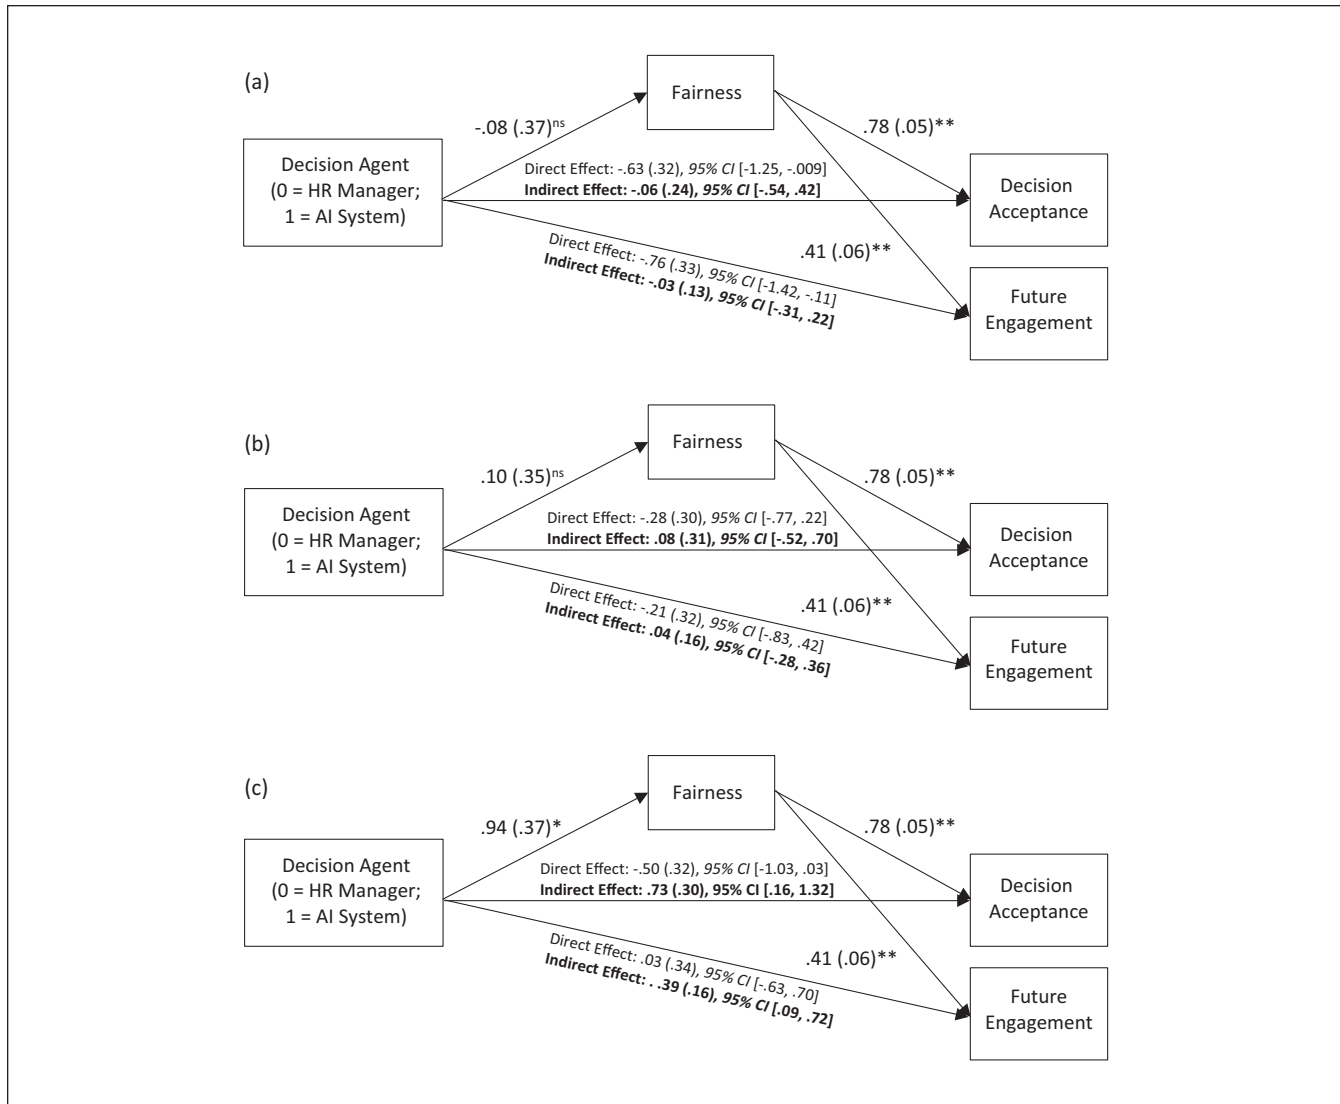 (a)
Fairness
-.08 (.37)ns
.78 (.05)**
Decision Agent
(0 = HR Manager;
1 = AI System)
Direct Effect: -.63 (.32), 95% CI [-1.25, -.009]
Indirect Effect: -.06 (.24), 95% CI [-.54, .42]
Decision
Acceptance
Direct Effect: -.76 (.33), 95% CI [-1.42, -.11]
Indirect Effect: -.03 (.13), 95% CI [-.31, .22]
.41 (.06)**
Future
Engagement
(b)
Fairness
.10 (.35)ns
.78 (.05)**
Decision Agent
(0 = HR Manager;
1 = AI System)
Direct Effect: -.28 (.30), 95% CI [-.77, .22]
Indirect Effect: .08 (.31), 95% CI [-.52, .70]
Decision
Acceptance
Direct Effect: -.21 (.32), 95% CI [-.83, .42]
Indirect Effect: .04 (.16), 95% CI [-.28, .36]
.41 (.06)**
Future
Engagement
(c)
Fairness
.94 (.37)*
.78 (.05)**
Decision Agent
(0 = HR Manager;
1 = AI System)
Direct Effect: -.50 (.32), 95% CI [-1.03, .03]
Indirect Effect: .73 (.30), 95% CI [.16, 1.32]
Decision
Acceptance
Direct Effect: .03 (.34), 95% CI [-.63, .70]
Indirect Effect: . .39 (.16), 95% CI [.09, .72]
.41 (.06)**
Future
Engagement